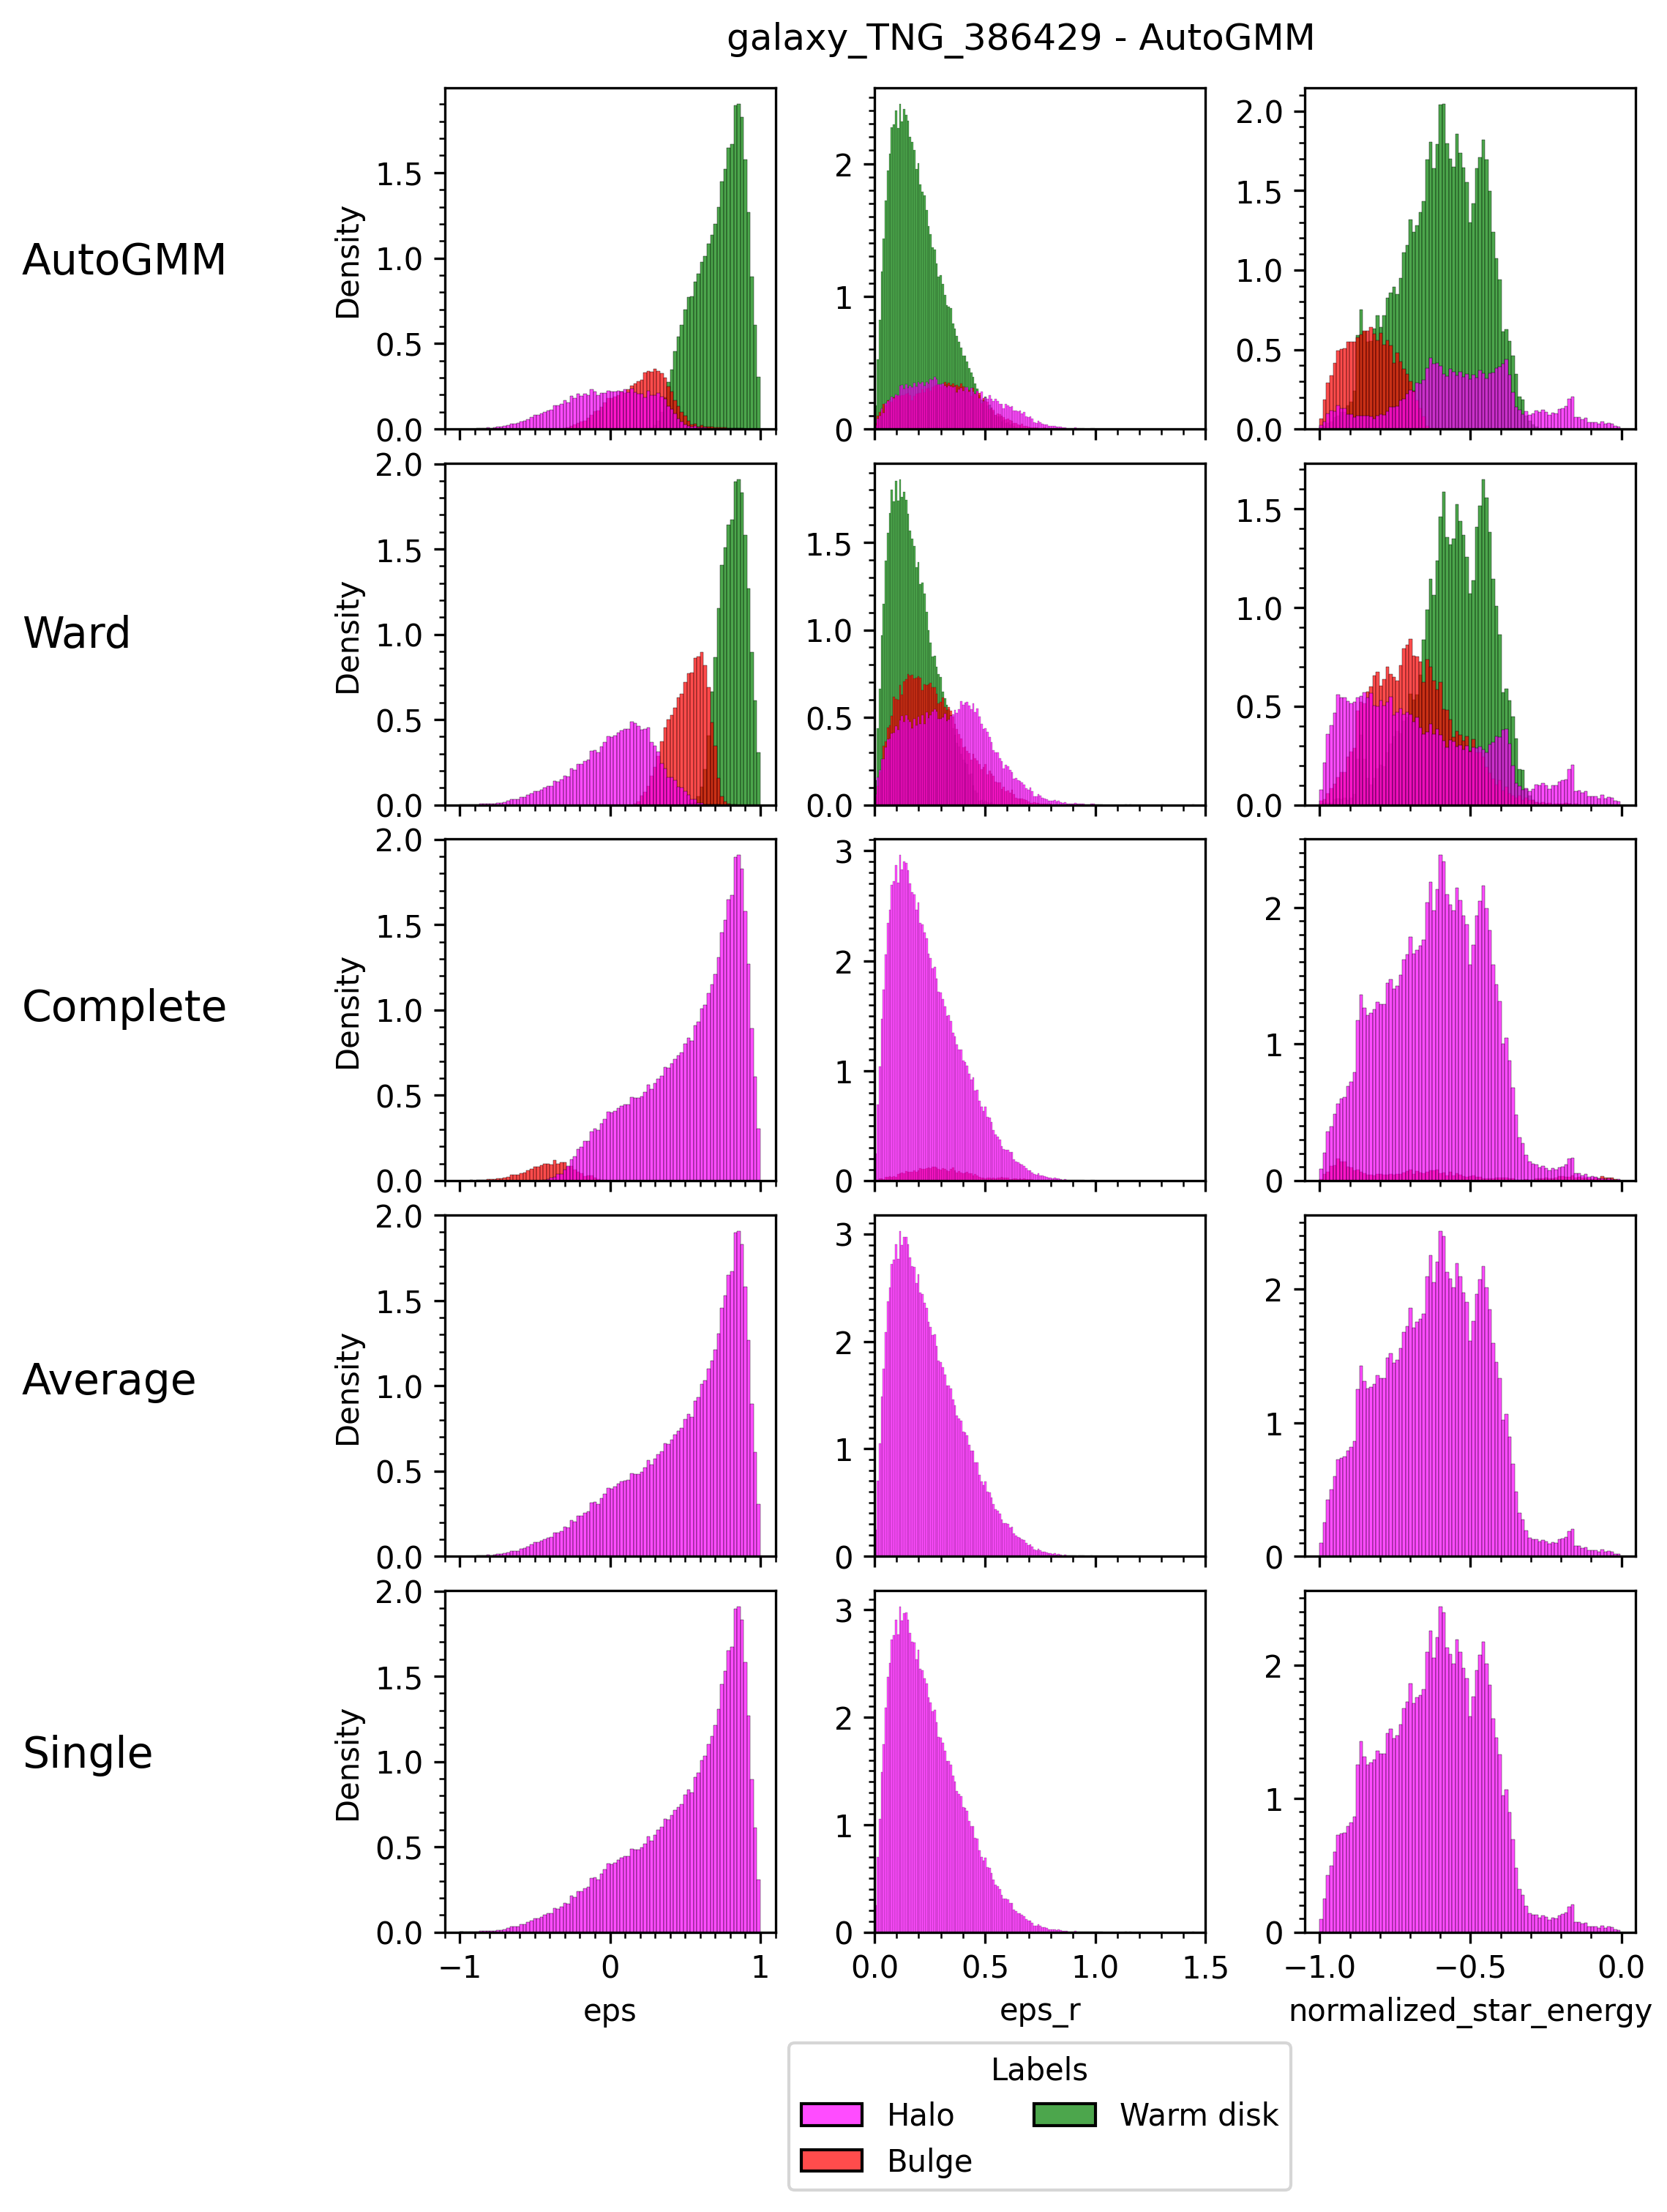 galaxy_TNG_386429 - AutoGMM
AutoGMM
Density
0.0 0.5 1.0 1.5
0 1 2
0.0 0.5 1.0 1.5 2.0
Ward
Density
0.0 0.5 1.0 1.5 2.0
0.0 0.5 1.0 1.5
0.0 0.5 1.0 1.5
Complete
Density
0.0 0.5 1.0 1.5 2.0
0 1 2 3
0 1 2
Average
Density
0.0 0.5 1.0 1.5 2.0
0 1 2 3
0 1 2
Single
Density
0.0 0.5 1.0 1.5 2.0
0 1 2 3
0 1 2
−1 0 1
0.0 0.5 1.0 1.5
−1.0 −0.5 0.0
eps
eps_r
normalized_star_energy
Labels
Halo
Bulge
Warm disk